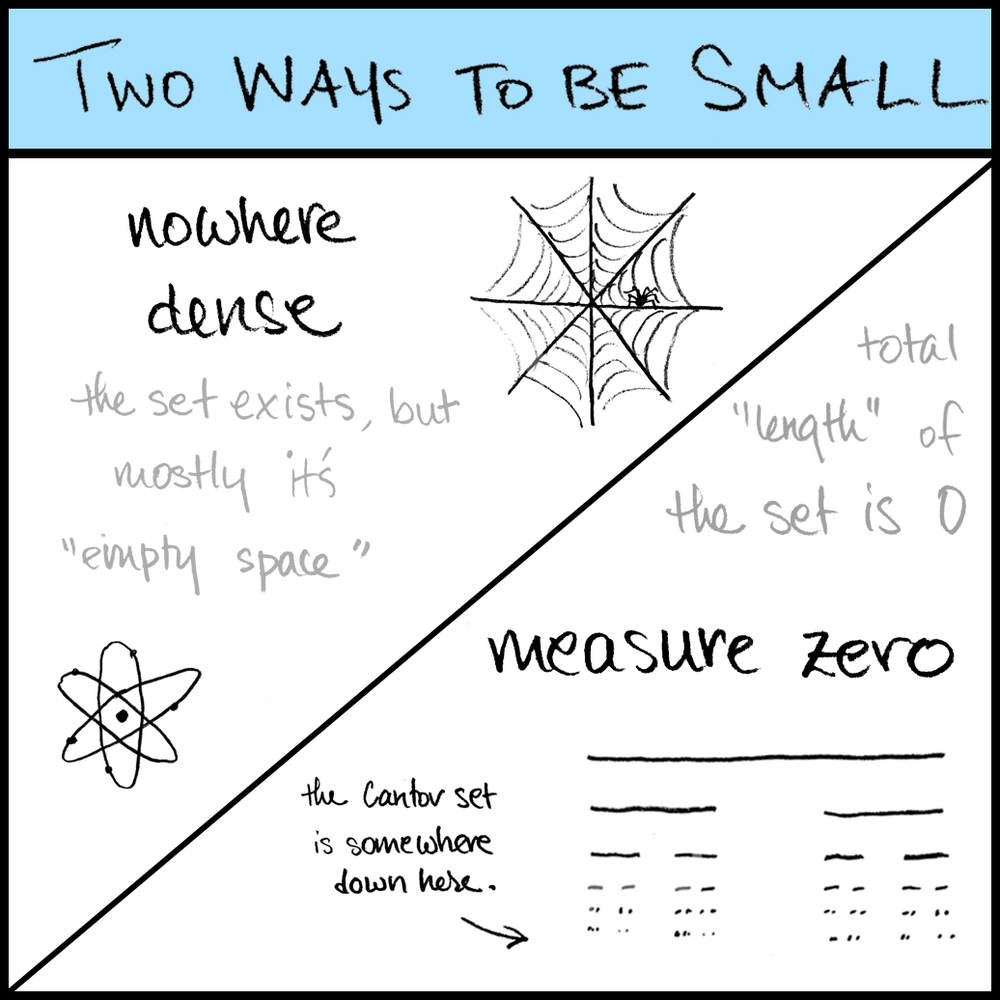 TWO WAYS TO BE SMALL
nowhere
dense
the set exists, but
mostly it's
"empty space"
total
"length" of
the set is 0
measure zero
the Cantor set
is somewhere
down here.